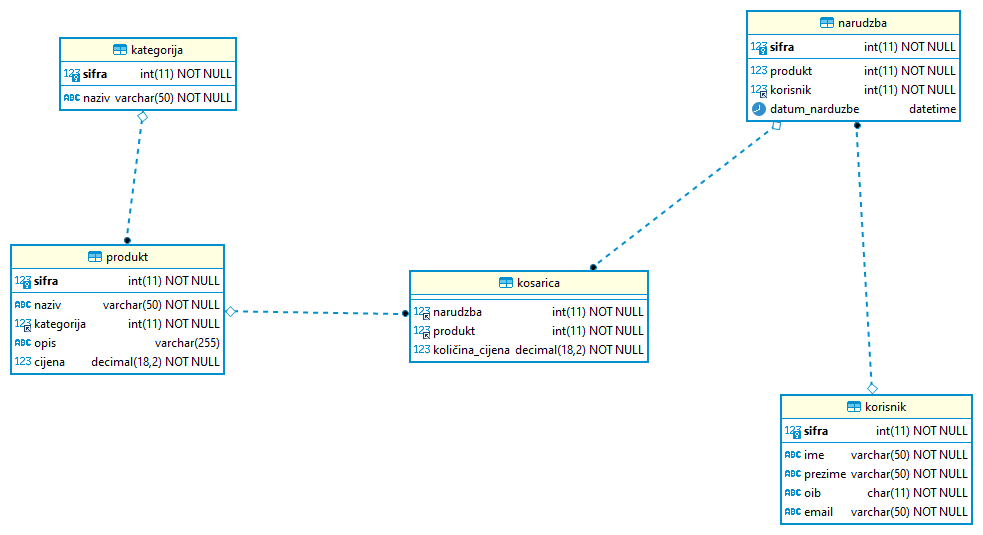 kategorija
123 sifra int(11) NOT NULL
ABC naziv varchar(50) NOT NULL
narudzba
123 sifra int(11) NOT NULL
123 produkt int(11) NOT NULL
123 korisnik int(11) NOT NULL
datum_narduzbe datetime
produkt
123 sifra int(11) NOT NULL
ABC naziv varchar(50) NOT NULL
123 kategorija int(11) NOT NULL
ABC opis varchar(255)
123 cijena decimal(18,2) NOT NULL
kosarica
123 narudzba int(11) NOT NULL
123 produkt int(11) NOT NULL
123 količina_cijena decimal(18,2) NOT NULL
korisnik
123 sifra int(11) NOT NULL
ABC ime varchar(50) NOT NULL
ABC prezime varchar(50) NOT NULL
ABC oib char(11) NOT NULL
ABC email varchar(50) NOT NULL